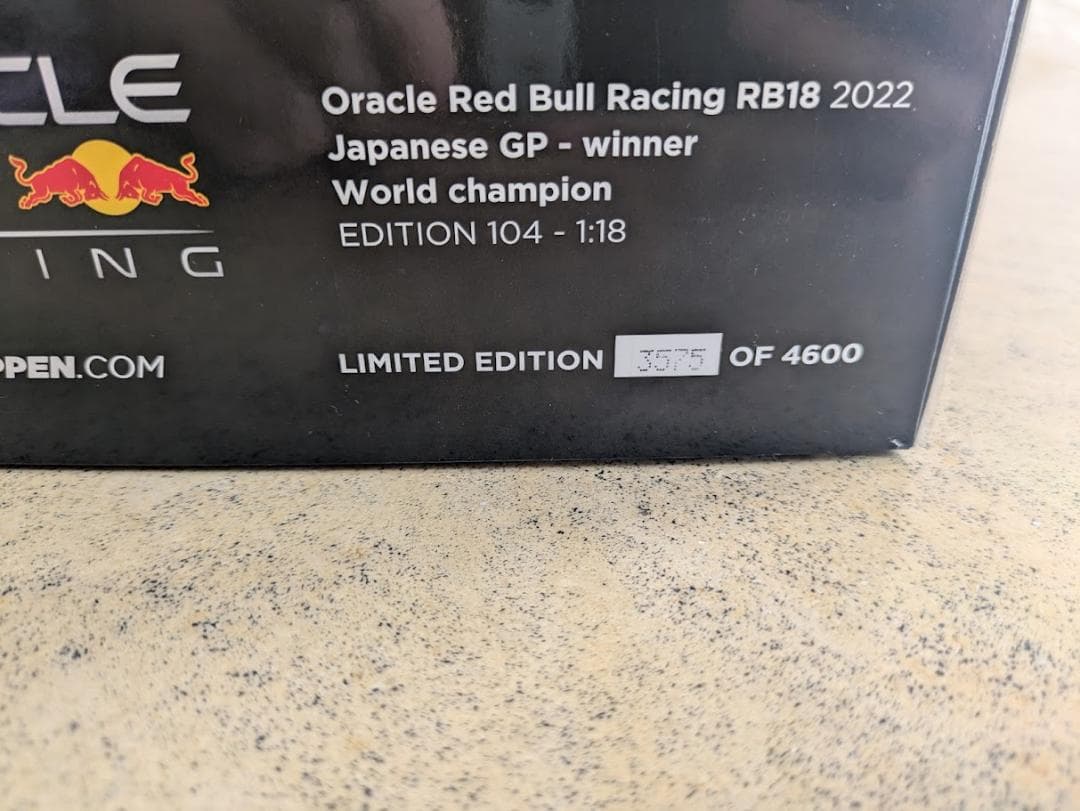 CLE
Oracle Red Bull Racing RB18 2022
Japanese GP - winner
World champion
EDITION 104 - 1:18
ING
PPEN.COM
LIMITED EDITION 3575 OF 4600